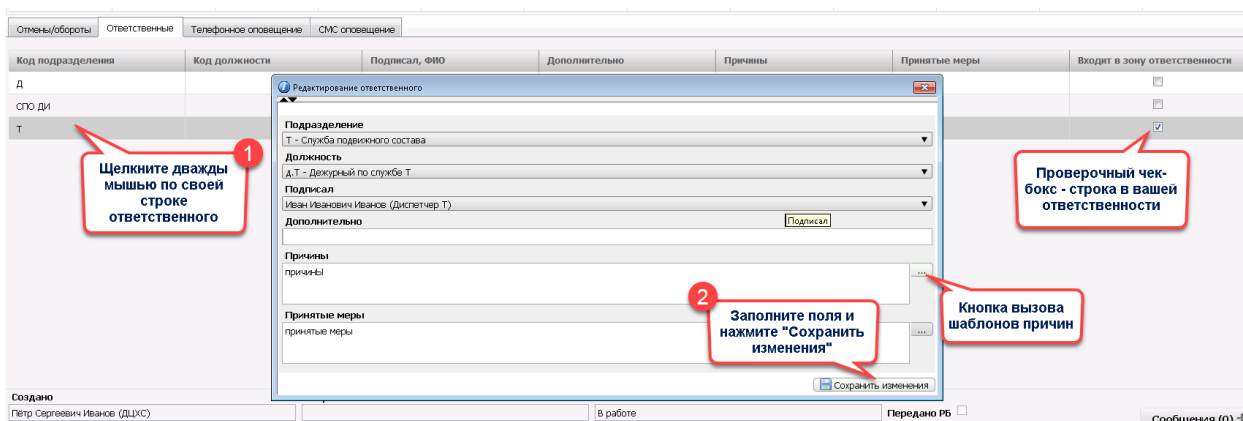 Отмены/обороты Ответственные Телефонное оповещение СМС оповещение
Код подразделения Код должности Подписал, ФИО Дополнительно Причины Принятые меры Входит в зону ответственности
Д
СПО ДИ
Т
Редактирование ответственного
Подразделение
Т - Служба подвижного состава
Должность
д.Т - Дежурный по службе Т
Подписал
Иван Иванович Иванов (Диспетчер Т)
Подписал
Дополнительно
Причины
причины
...
Принятые меры
принятые меры
...
Сохранить изменения
1
Щелкните дважды
мышью по своей
строке
ответственного
Проверочный чек-
бокс - строка в вашей
ответственности
2
Заполните поля и
нажмите "Сохранить
изменения"
Кнопка вызова
шаблонов причин
Создано
Пётр Сергеевич Иванов (ДЦХС)
В работе
Передано РБ
Сообщения (0)